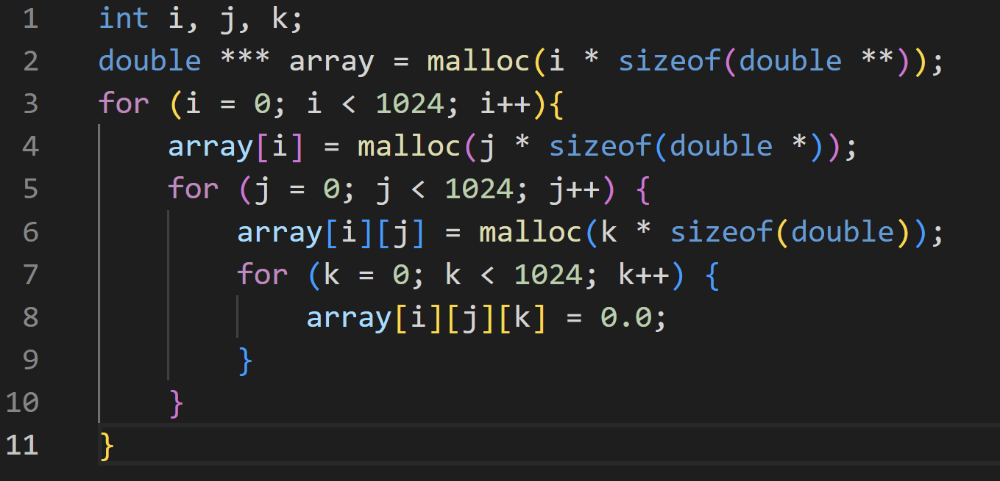 1 int i, j, k;
2 double *** array = malloc(i * sizeof(double **));
3 for (i = 0; i < 1024; i++){
4     array[i] = malloc(j * sizeof(double *));
5     for (j = 0; j < 1024; j++) {
6         array[i][j] = malloc(k * sizeof(double));
7         for (k = 0; k < 1024; k++) {
8             array[i][j][k] = 0.0;
9         }
10     }
11 }